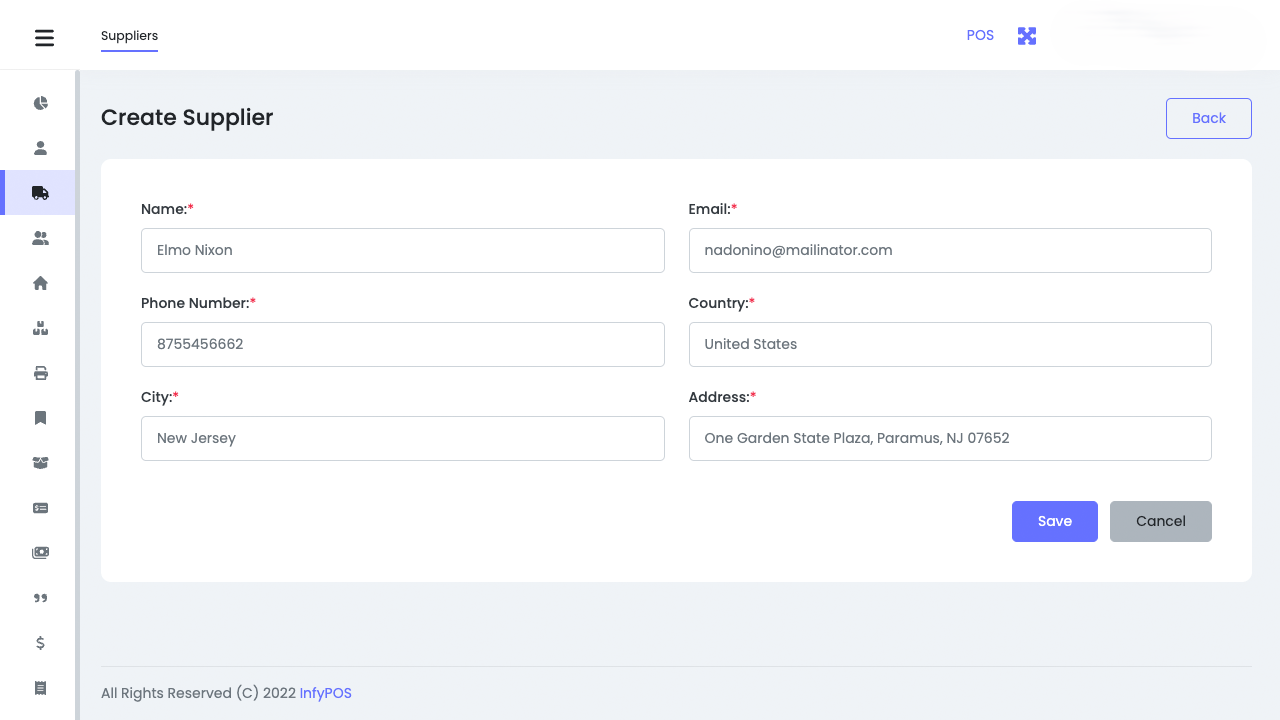 Suppliers
POS
Create Supplier
Back
Name:*
Email:*
Elmo Nixon
nadonino@mailinator.com
Phone Number:*
Country:*
8755456662
United States
City:*
Address:*
New Jersey
One Garden State Plaza, Paramus, NJ 07652
Save
Cancel
All Rights Reserved (C) 2022 InfyPOS